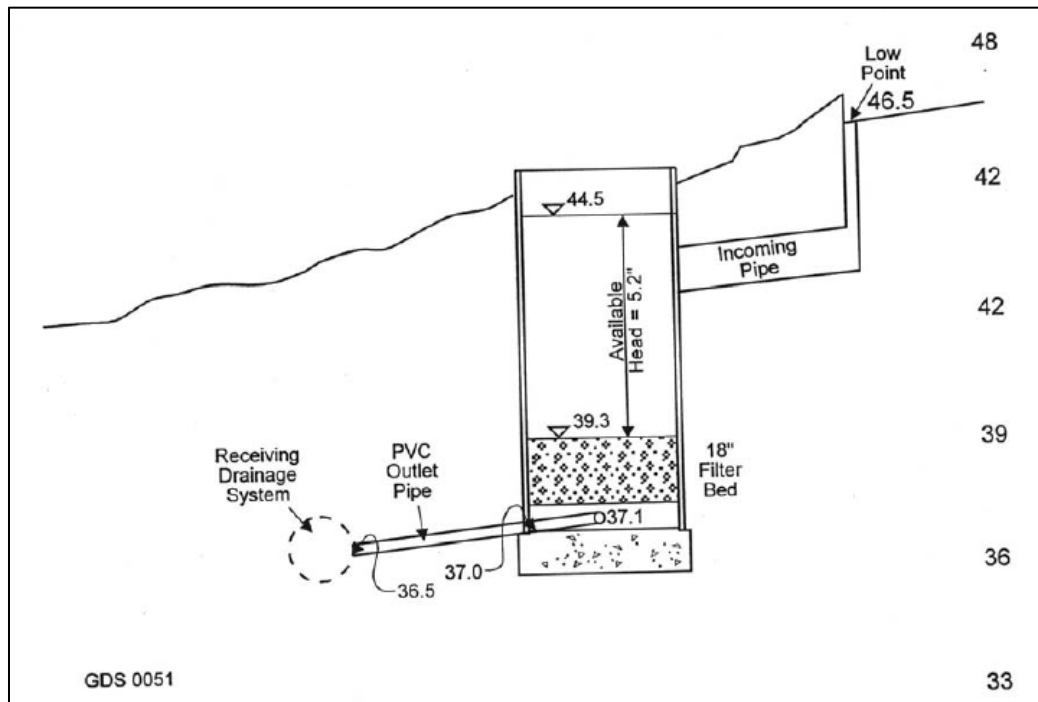 48
Low
Point
46.5
42
44.5
Incoming
Pipe
Available
Head = 5.2"
42
39.3
39
18"
Filter
Bed
Receiving
Drainage
System
PVC
Outlet
Pipe
37.1
37.0
36.5
36
GDS 0051
33